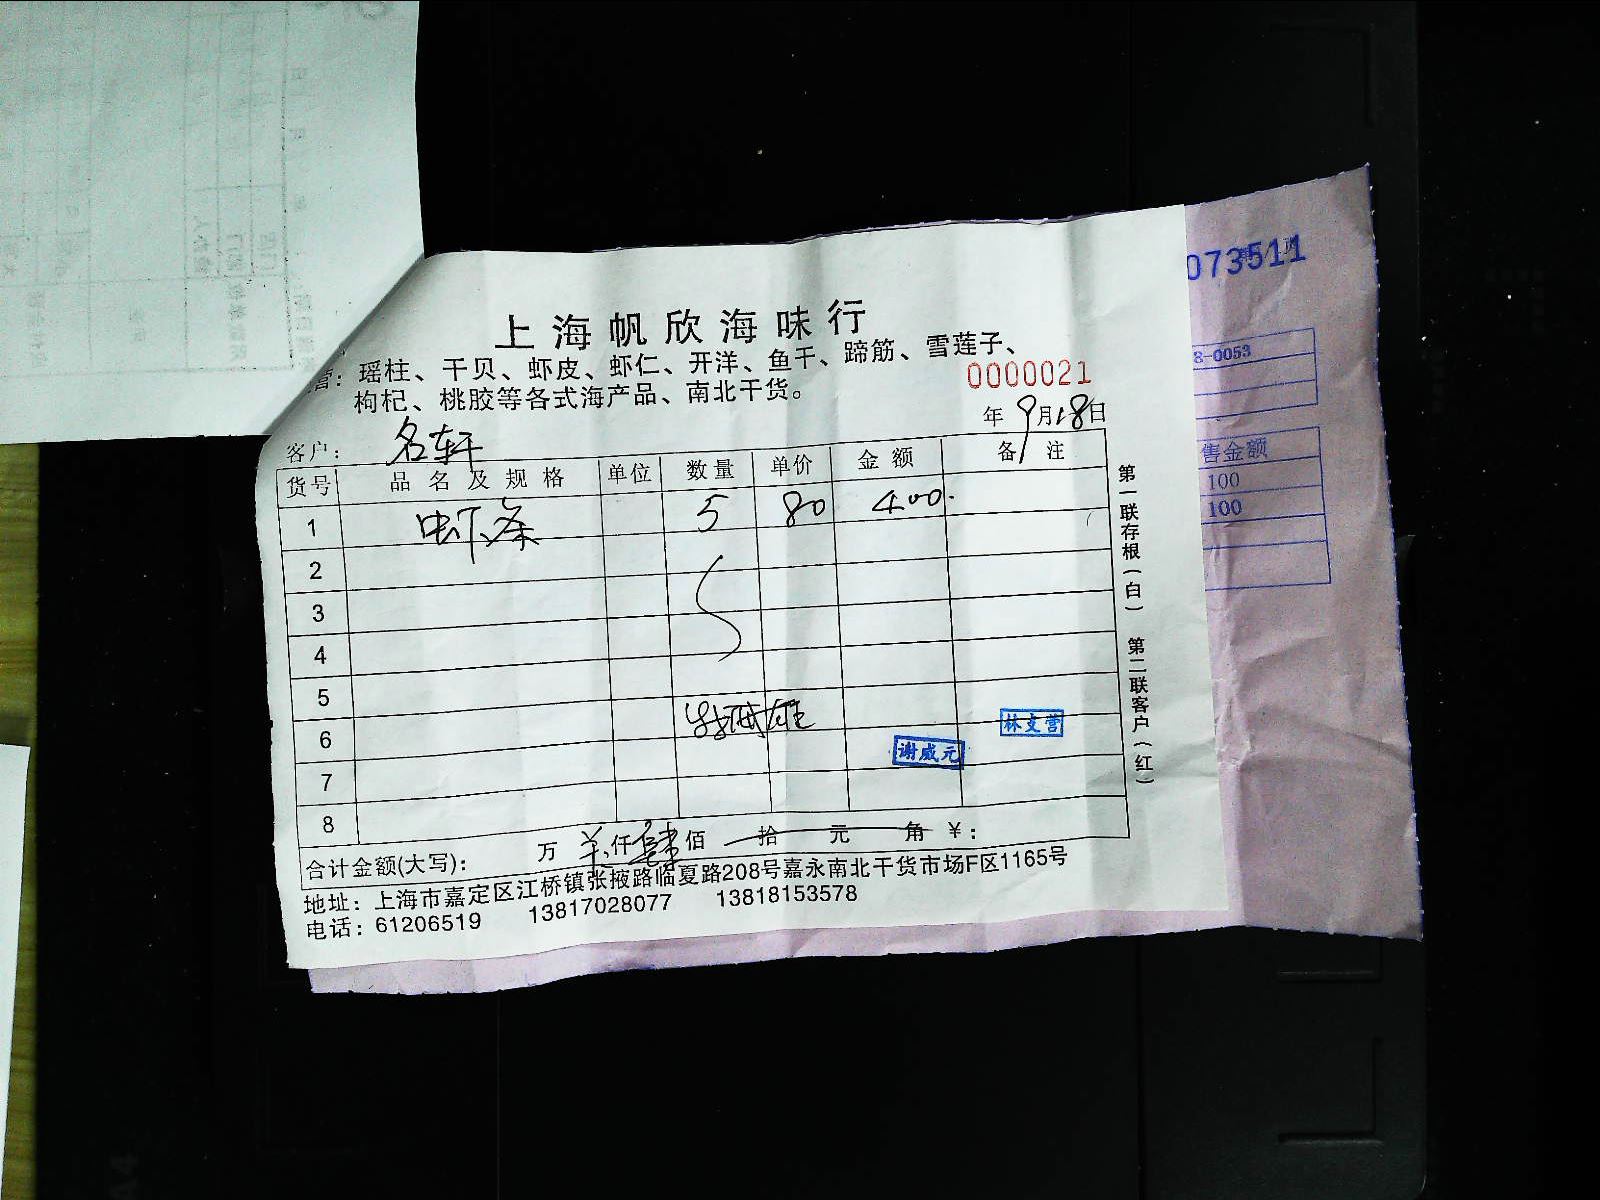 上海帆欣海味行
营：瑶柱、干贝、虾皮、虾仁、开洋、鱼干、蹄筋、雪莲子、
枸杞、桃胶等各式海产品、南北干货。
0000021
客户：名轩
年9月18日
货号 品名及规格 单位 数量 单价 金额 备注
1 虾条 5 80 400.
2
3
4
5
6
7
8
林支营
谢威元
合计金额(大写)： 万 仟肆佰 拾 元 角 ￥：
地址：上海市嘉定区江桥镇张掖路临夏路208号嘉永南北干货市场F区1165号
电话：61206519 13817028077 13818153578
第一联存根（白） 第二联客户（红）
073511
8-0053
售金额
100
100